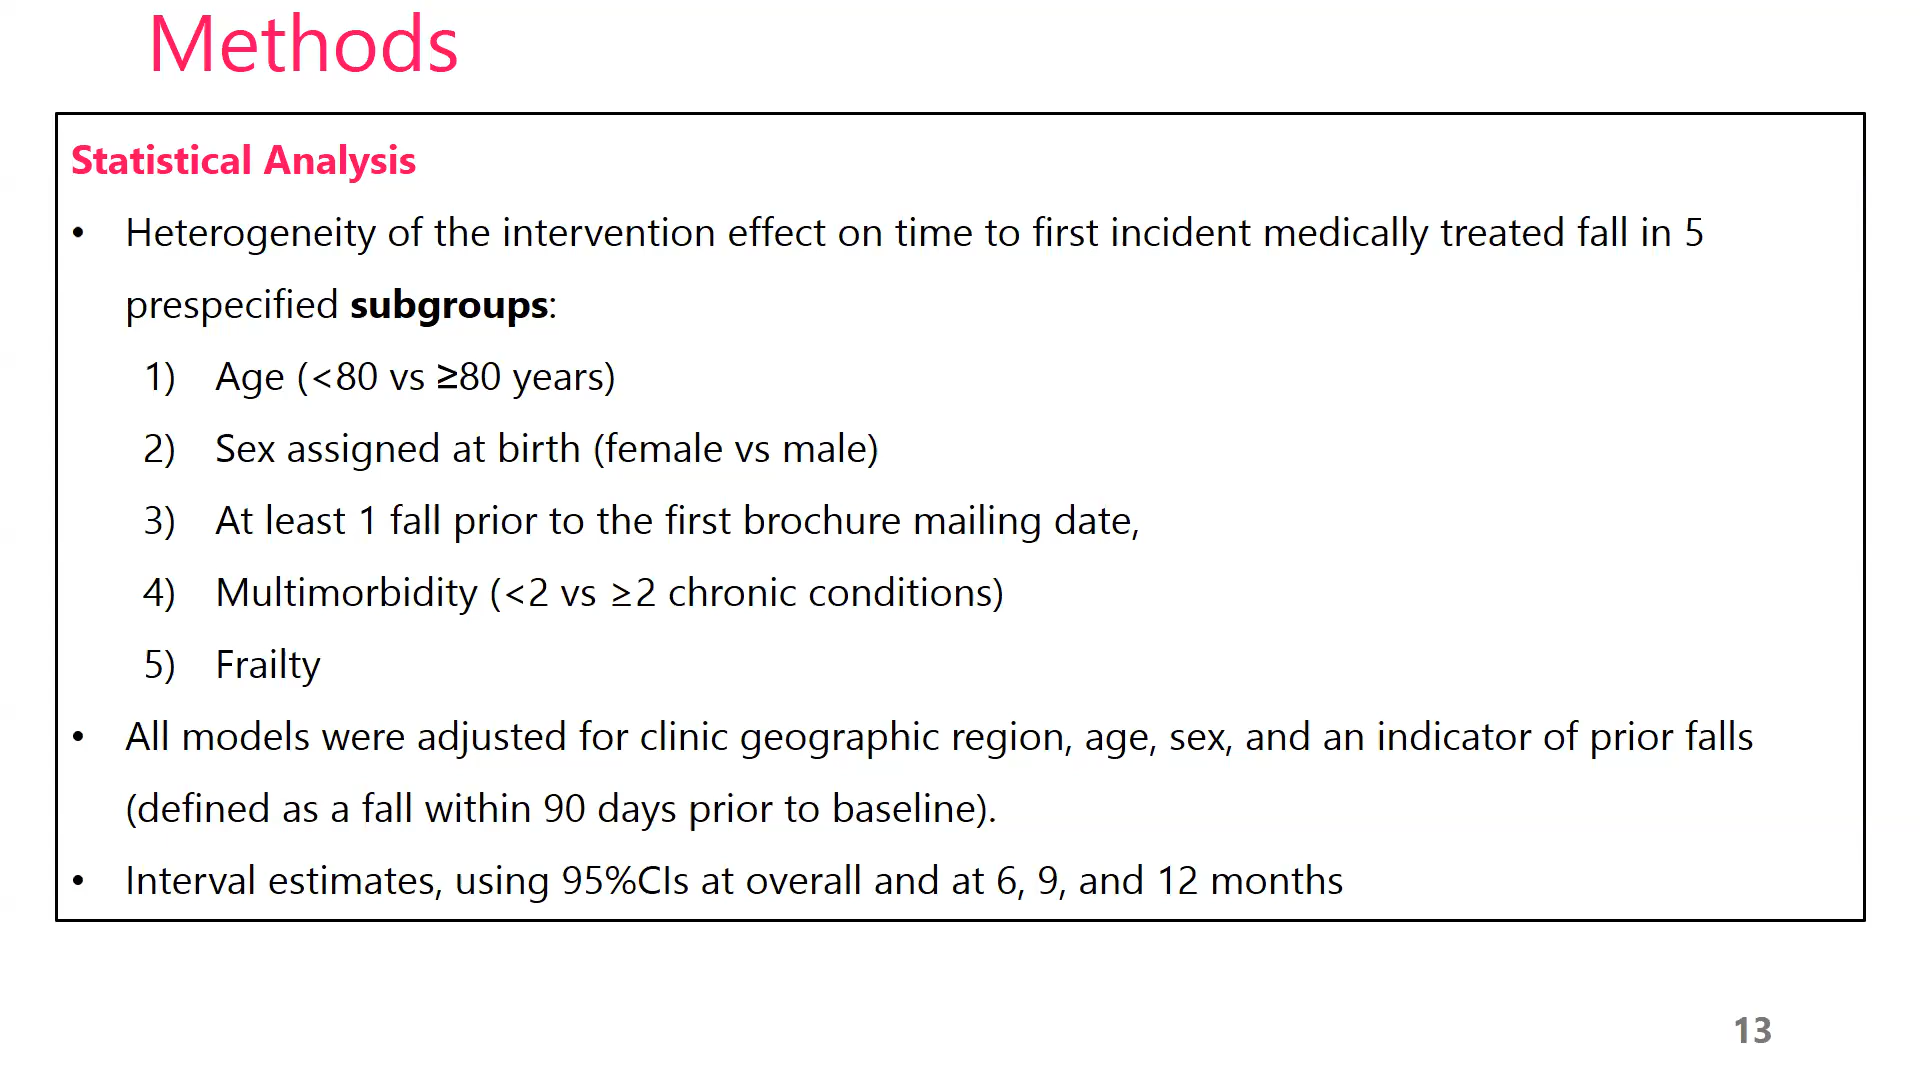 Methods
Statistical Analysis
• Heterogeneity of the intervention effect on time to first incident medically treated fall in 5
prespecified subgroups:
1) Age (<80 vs ≥80 years)
2) Sex assigned at birth (female vs male)
3) At least 1 fall prior to the first brochure mailing date,
4) Multimorbidity (<2 vs ≥2 chronic conditions)
5) Frailty
• All models were adjusted for clinic geographic region, age, sex, and an indicator of prior falls
(defined as a fall within 90 days prior to baseline).
• Interval estimates, using 95%CIs at overall and at 6, 9, and 12 months
13